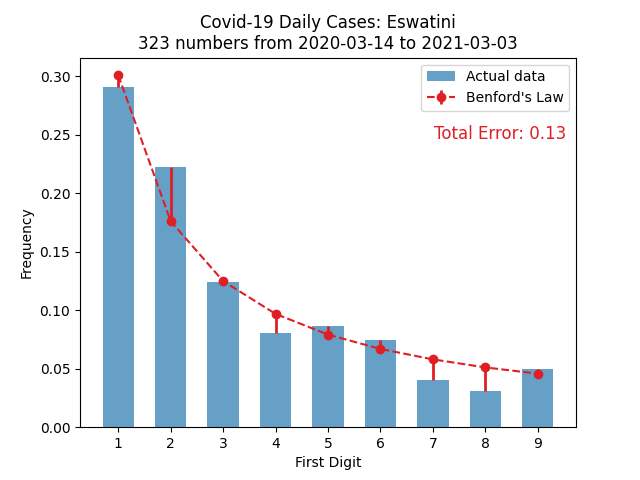 Covid-19 Daily Cases: Eswatini
323 numbers from 2020-03-14 to 2021-03-03
Actual data
Benford's Law
Total Error: 0.13
Frequency
0.30
0.25
0.20
0.15
0.10
0.05
0.00
1 2 3 4 5 6 7 8 9
First Digit